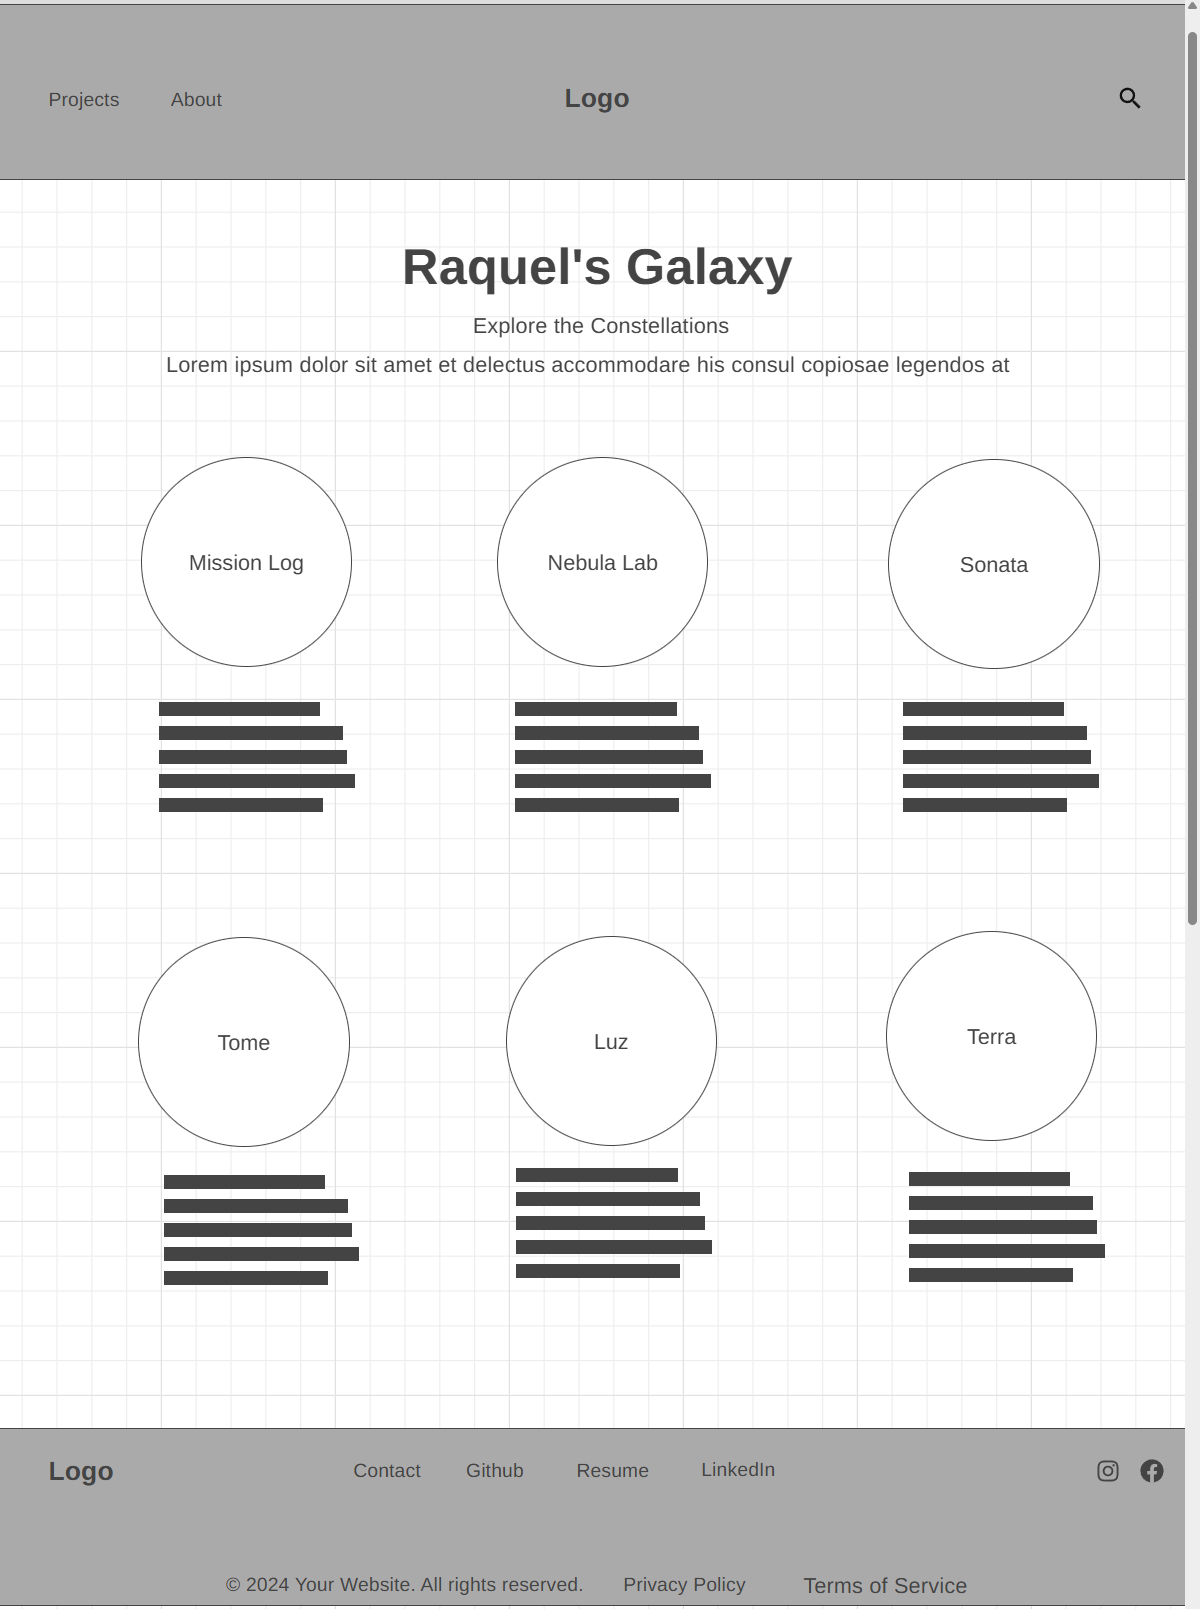 Projects About Logo
Raquel's Galaxy
Explore the Constellations
Lorem ipsum dolor sit amet et delectus accommodare his consul copiosae legendos at
Mission Log Nebula Lab Sonata
Tome Luz Terra
Logo Contact Github Resume LinkedIn
© 2024 Your Website. All rights reserved. Privacy Policy Terms of Service